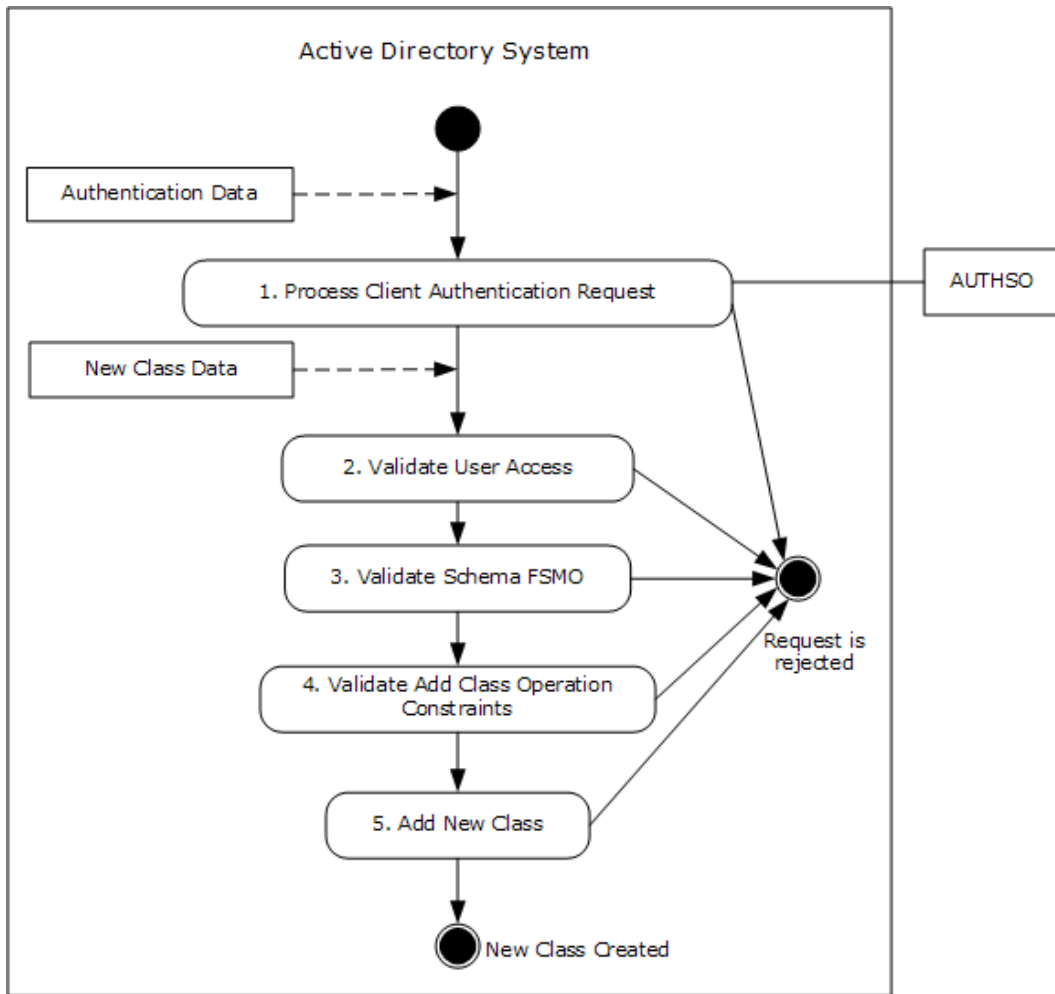 Active Directory System
Authentication Data
1. Process Client Authentication Request
AUTHSO
New Class Data
2. Validate User Access
3. Validate Schema FSMO
Request is
rejected
4. Validate Add Class Operation
Constraints
5. Add New Class
New Class Created